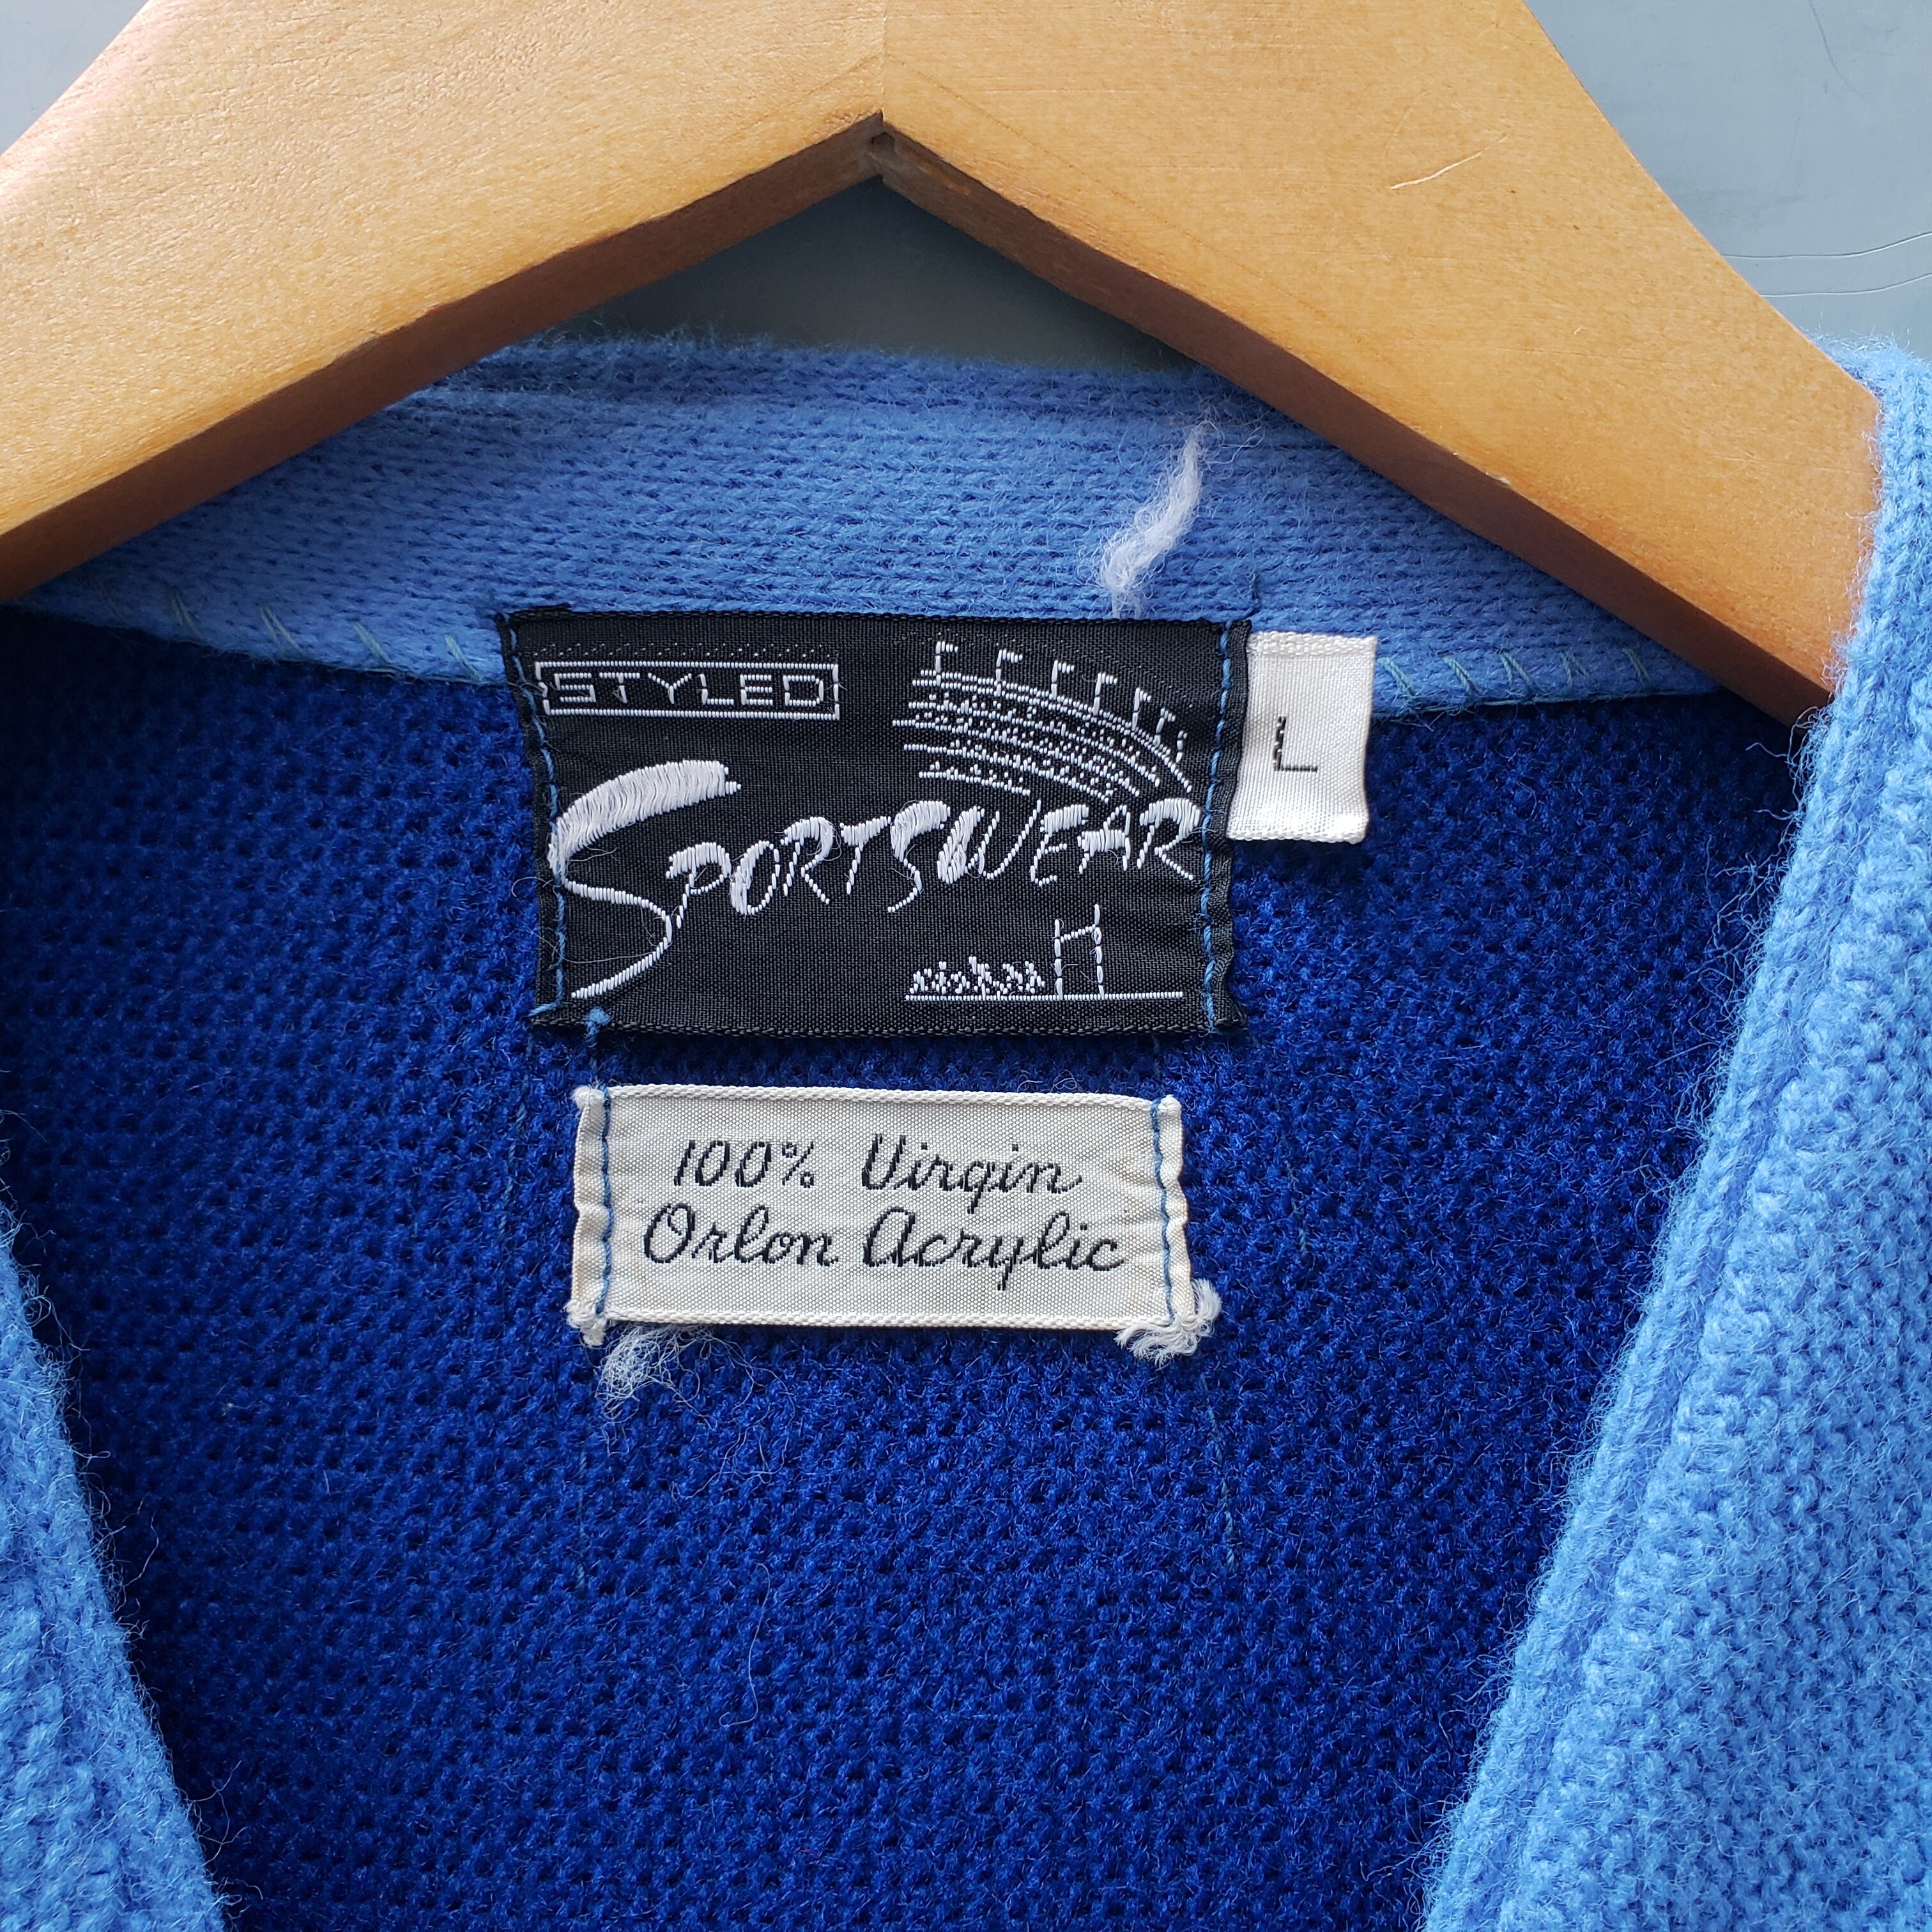 STYLED
SPORTSWEAR
L
100% Virgin
Orlon Acrylic